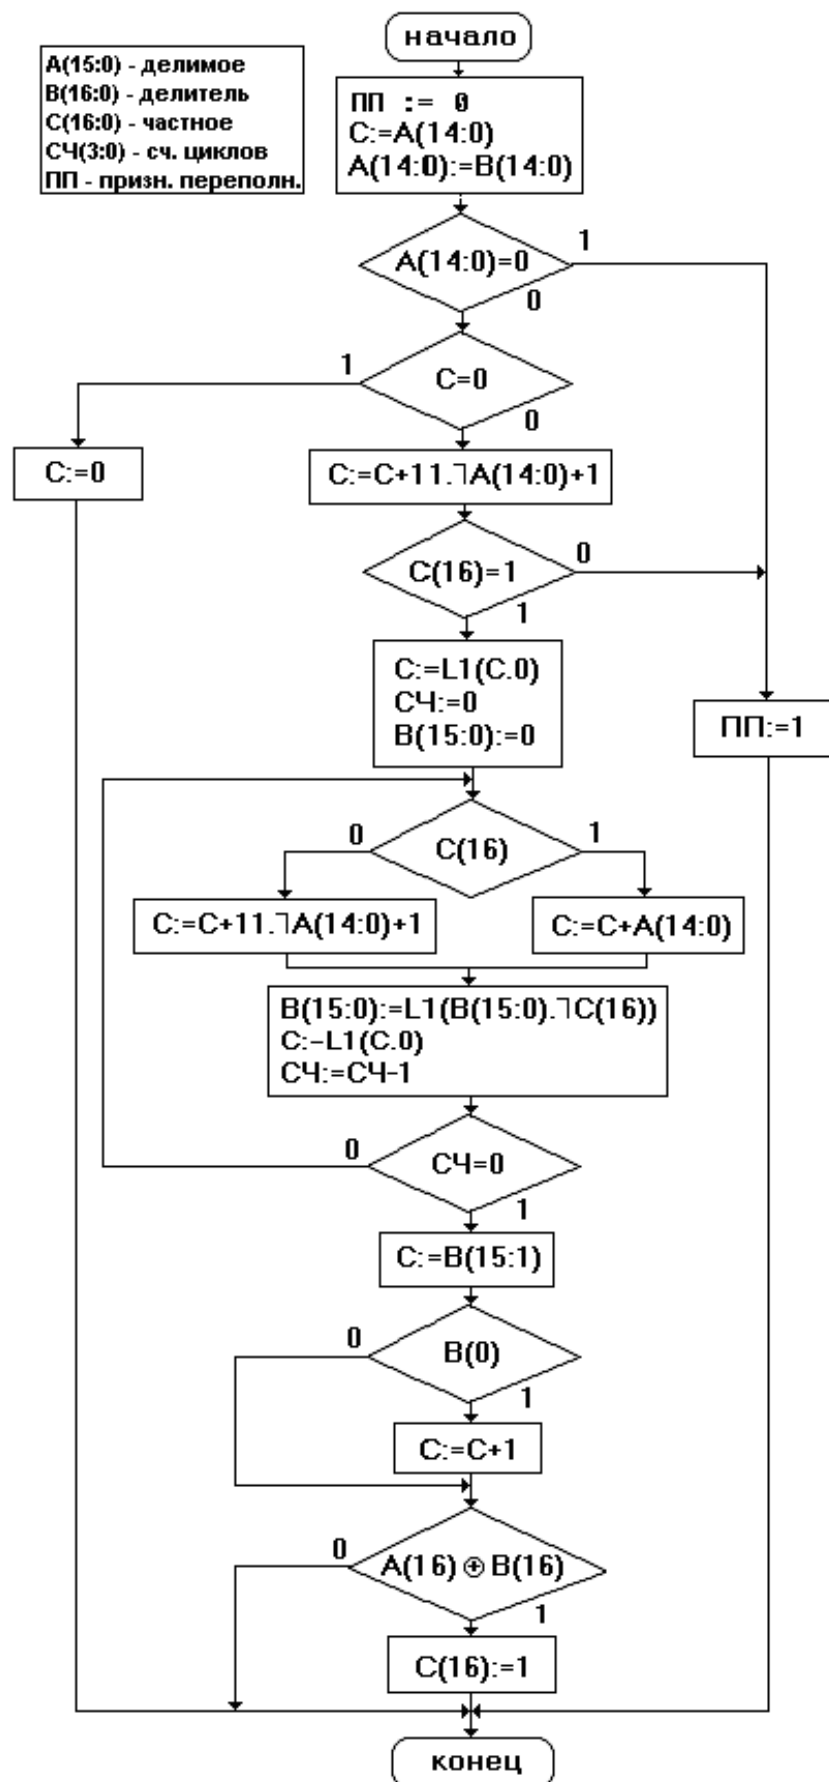 начало
A(15:0) - делимое
B(16:0) - делитель
C(16:0) - частное
СЧ(3:0) - сч. циклов
ПП - призн. переполн.
ПП := 0
C:=A(14:0)
A(14:0):=B(14:0)
A(14:0)=0
1
0
C=0
1
0
C:=0
C:=C+11.⅂A(14:0)+1
C(16)=1
0
1
C:=L1(C.0)
СЧ:=0
B(15:0):=0
ПП:=1
C(16)
0
1
C:=C+11.⅂A(14:0)+1
C:=C+A(14:0)
B(15:0):=L1(B(15:0).⅂C(16))
C:-L1(C.0)
СЧ:=СЧ-1
СЧ=0
0
1
C:=B(15:1)
B(0)
0
1
C:=C+1
A(16)⊕B(16)
0
1
C(16):=1
конец